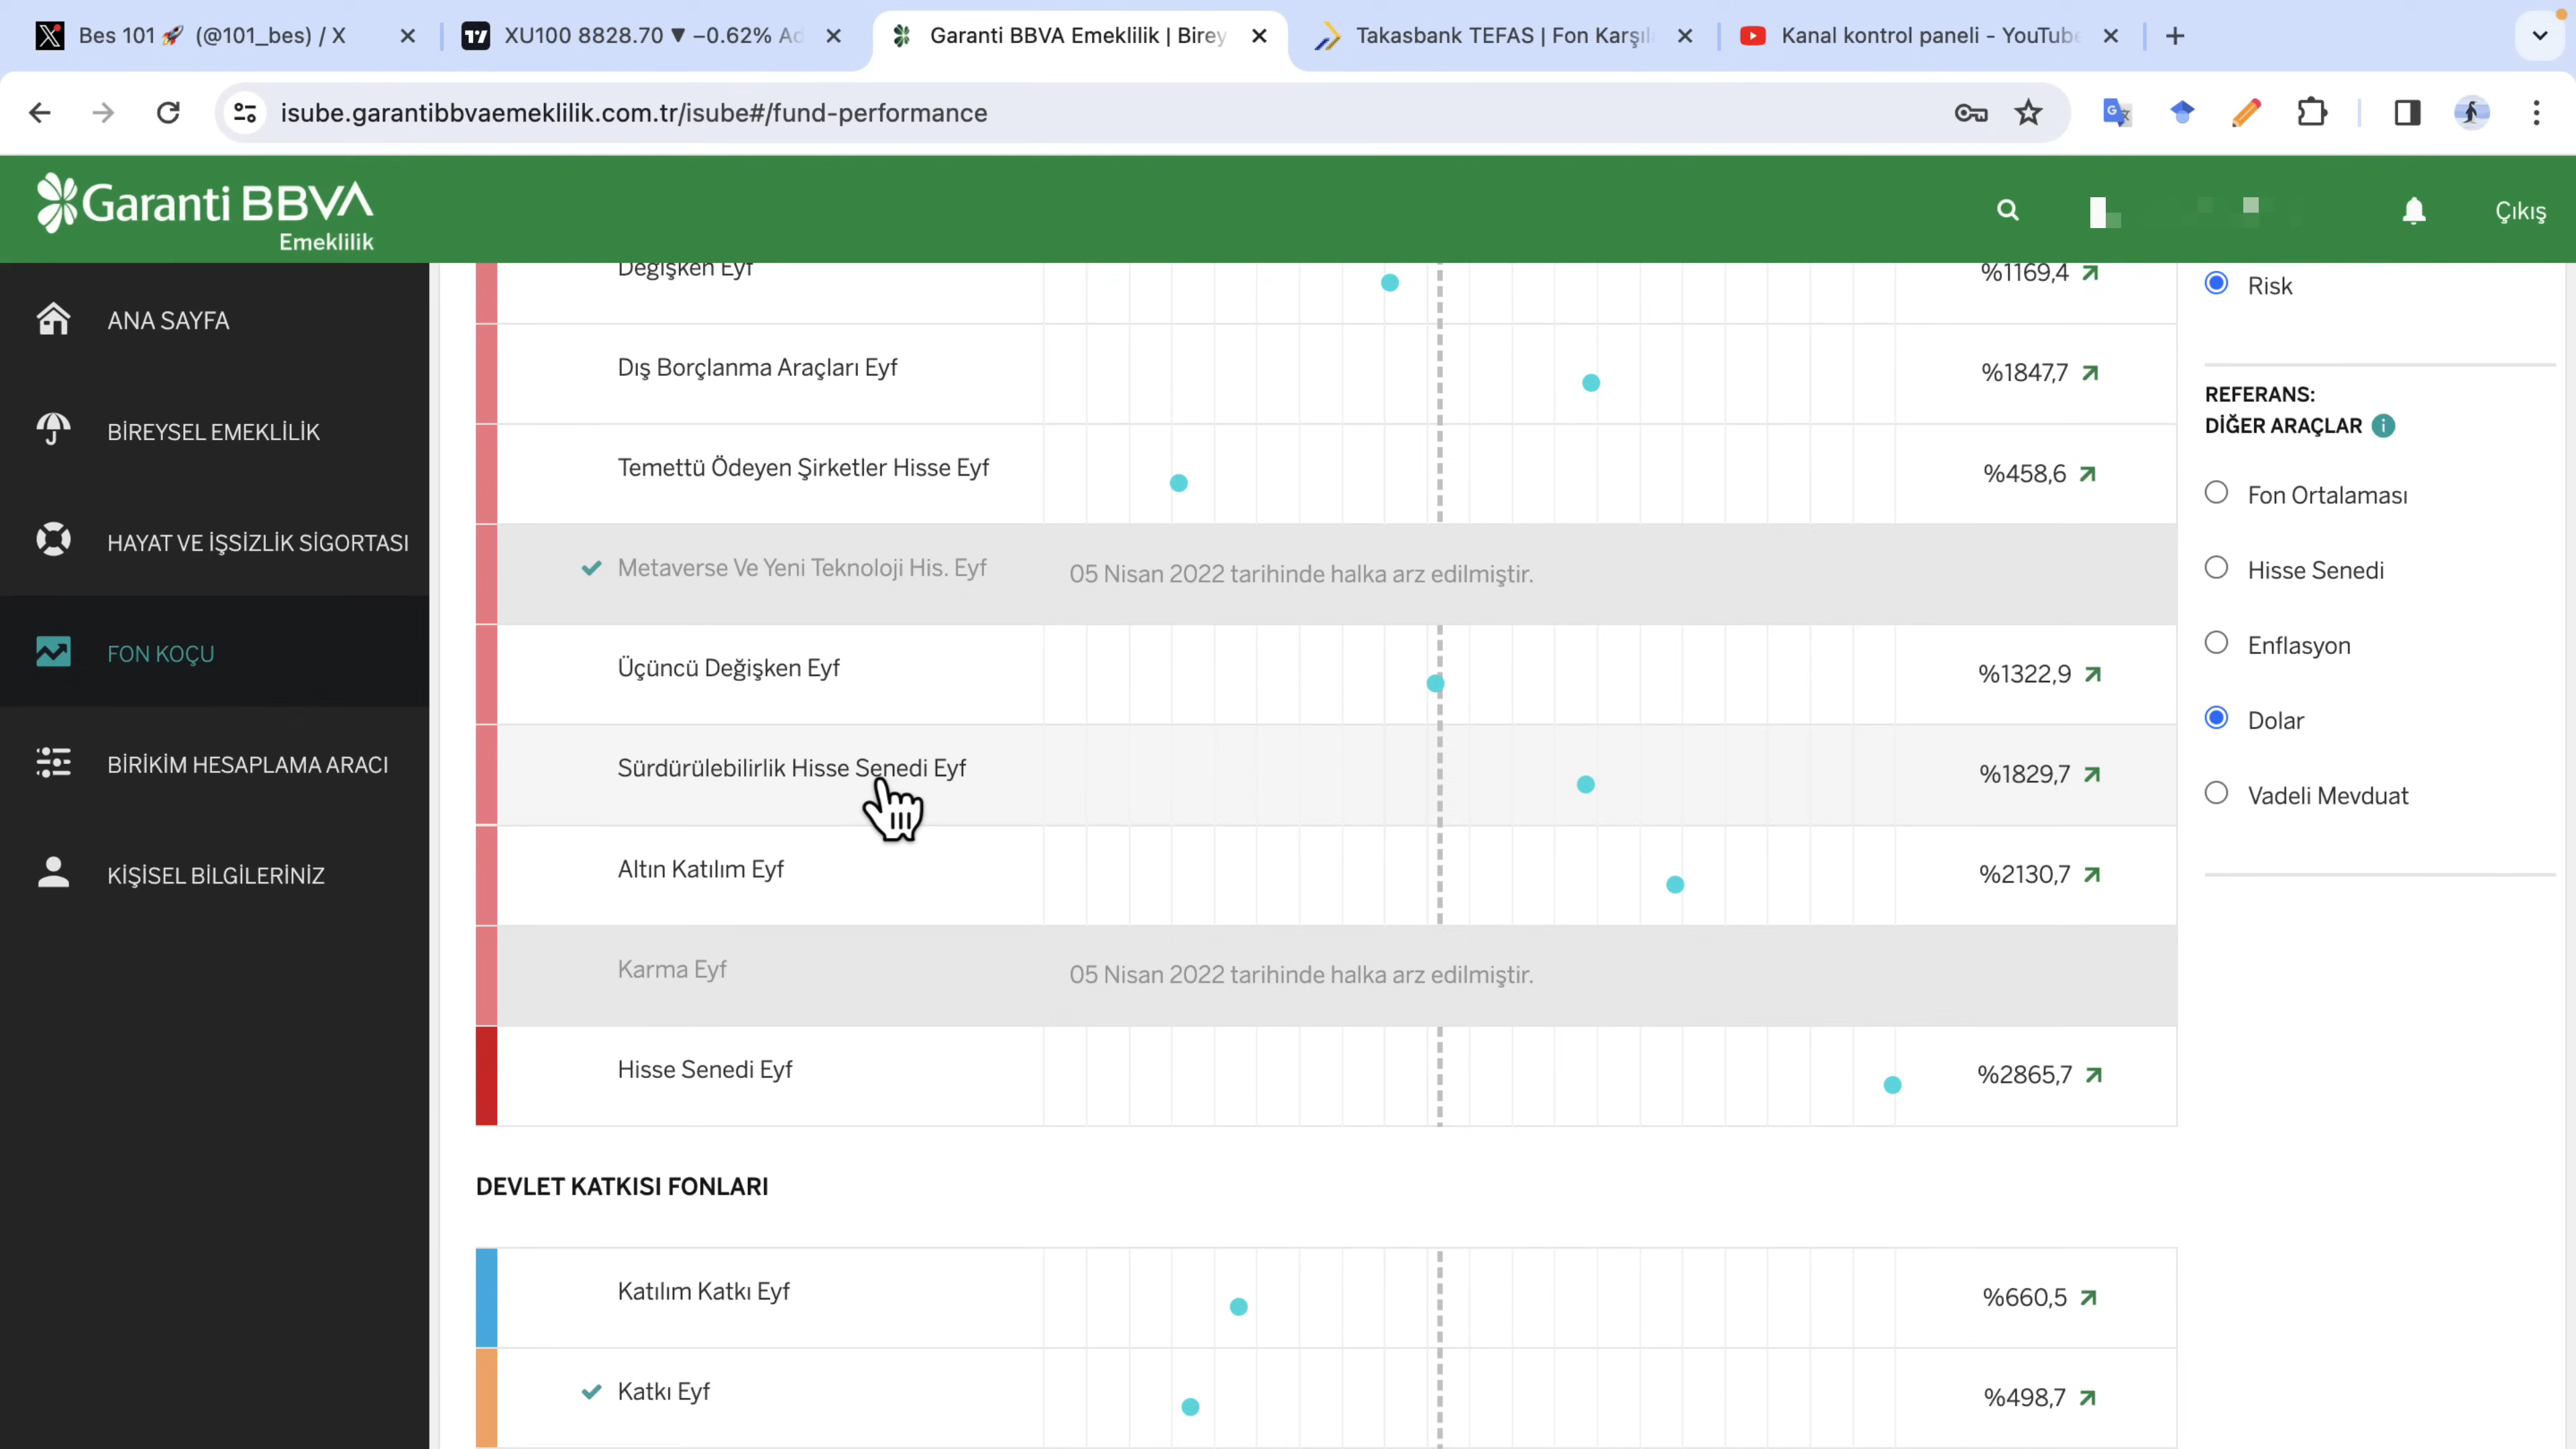 Bes 101 🚀 (@101_bes) / X
XU100 8828.70 ▼ −0.62% Ad
Garanti BBVA Emeklilik | Birey
Takasbank TEFAS | Fon Karşıla
Kanal kontrol paneli - YouTube
isube.garantibbvaemeklilik.com.tr/isube#/fund-performance
Garanti BBVA
Emeklilik
Çıkış
ANA SAYFA
BİREYSEL EMEKLİLİK
HAYAT VE İŞSİZLİK SİGORTASI
FON KOÇU
BİRİKİM HESAPLAMA ARACI
KİŞİSEL BİLGİLERİNİZ
Değişken Eyf %1169,4
Dış Borçlanma Araçları Eyf %1847,7
Temettü Ödeyen Şirketler Hisse Eyf %458,6
Metaverse Ve Yeni Teknoloji His. Eyf 05 Nisan 2022 tarihinde halka arz edilmiştir.
Üçüncü Değişken Eyf %1322,9
Sürdürülebilirlik Hisse Senedi Eyf %1829,7
Altın Katılım Eyf %2130,7
Karma Eyf 05 Nisan 2022 tarihinde halka arz edilmiştir.
Hisse Senedi Eyf %2865,7
DEVLET KATKISI FONLARI
Katılım Katkı Eyf %660,5
Katkı Eyf %498,7
Risk
REFERANS:
DİĞER ARAÇLAR
Fon Ortalaması
Hisse Senedi
Enflasyon
Dolar
Vadeli Mevduat